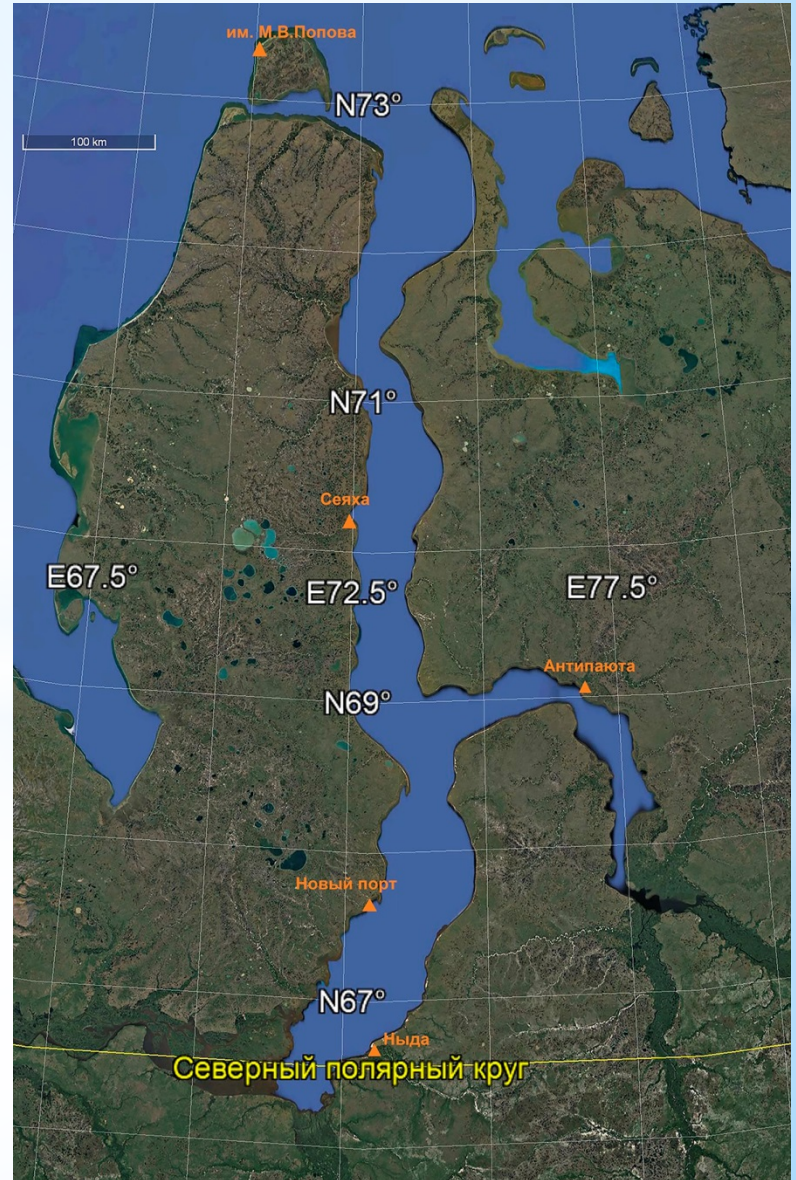 им. М.В.Попова
N73°
100 km
N71°
Сеяха
E67.5°
E72.5°
E77.5°
Антипаюта
N69°
Новый порт
N67°
Ныда
Северный полярный круг